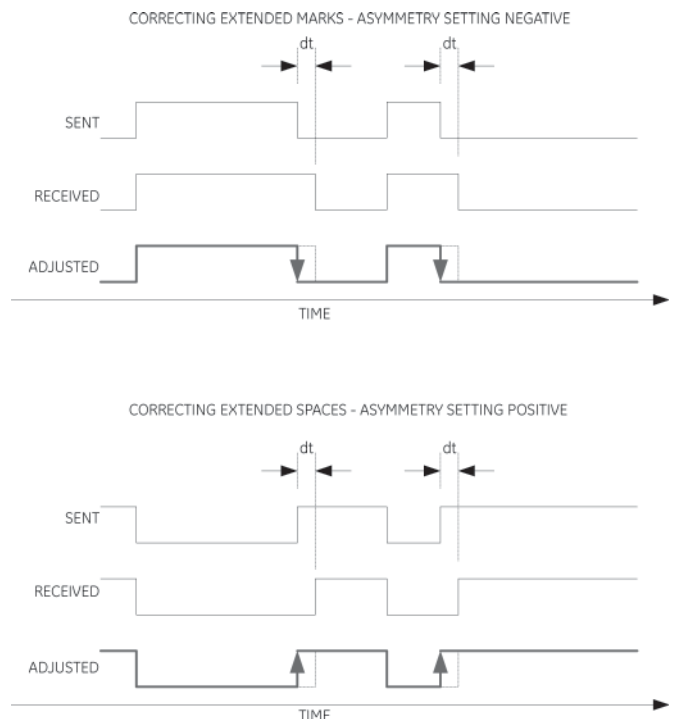 CORRECTING EXTENDED MARKS - ASYMMETRY SETTING NEGATIVE
dt dt
SENT
RECEIVED
ADJUSTED
TIME
CORRECTING EXTENDED SPACES - ASYMMETRY SETTING POSITIVE
dt dt
SENT
RECEIVED
ADJUSTED
TIME